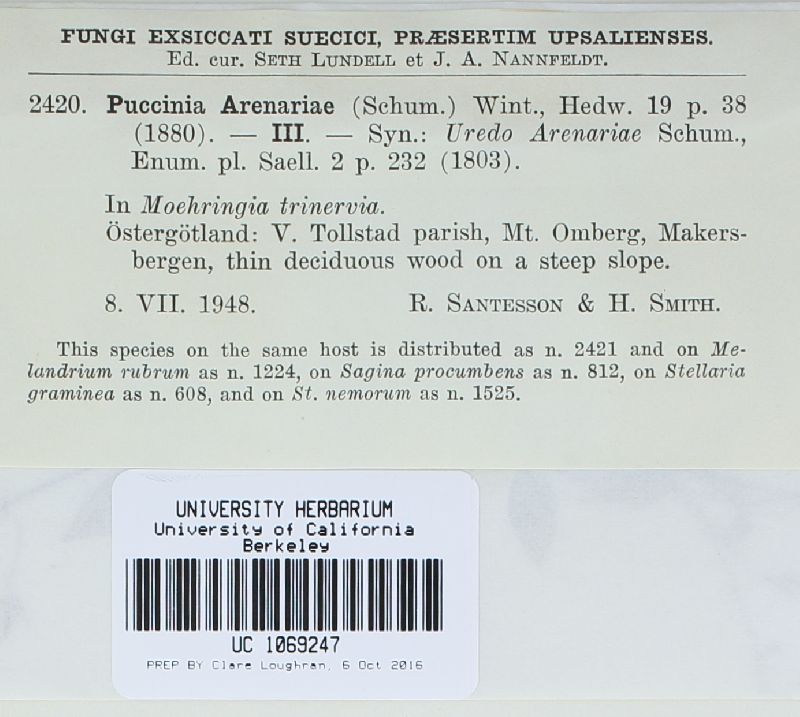 FUNGI EXSICCATI SUECICI, PRÆSERTIM UPSALIENSES.
Ed. cur. SETH LUNDELL et J. A. NANNFELDT.
2420. Puccinia Arenariae (Schum.) Wint., Hedw. 19 p. 38
(1880). — III. — Syn.: Uredo Arenariae Schum.,
Enum. pl. Saell. 2 p. 232 (1803).
In Moehringia trinervia.
Östergötland: V. Tollstad parish, Mt. Omberg, Makers-
bergen, thin deciduous wood on a steep slope.
8. VII. 1948. R. SANTESSON & H. SMITH.
This species on the same host is distributed as n. 2421 and on Me-
landrium rubrum as n. 1224, on Sagina procumbens as n. 812, on Stellaria
graminea as n. 608, and on St. nemorum as n. 1525.
UNIVERSITY HERBARIUM
University of California
Berkeley
UC 1069247
PREP BY Clare Loughran, 6 Oct 2016